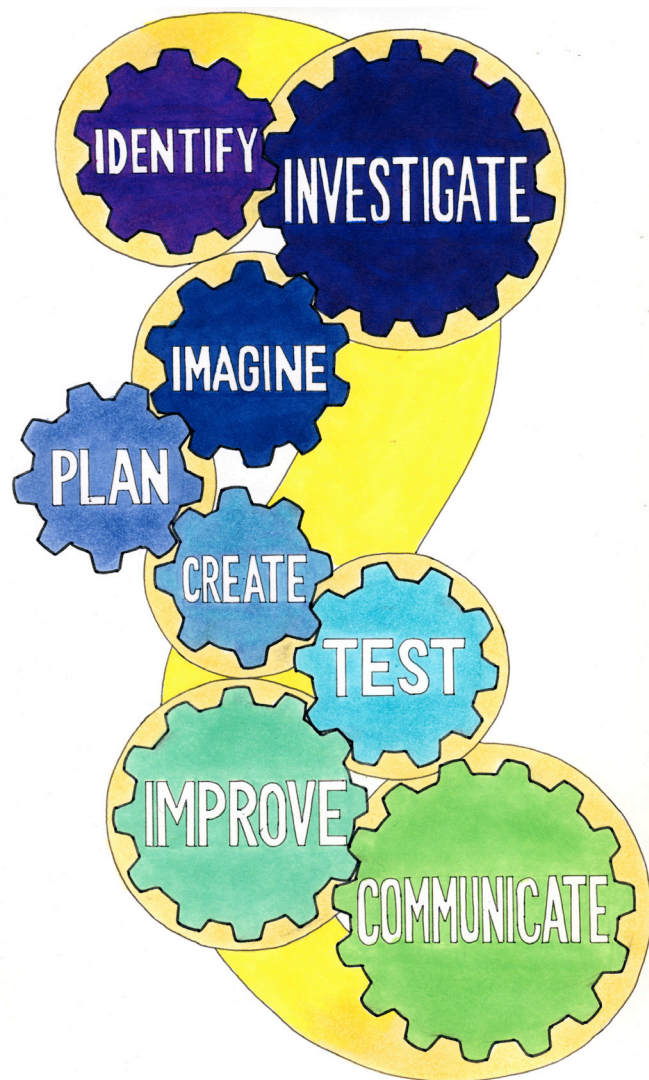 IDENTIFY
INVESTIGATE
IMAGINE
PLAN
CREATE
TEST
IMPROVE
COMMUNICATE